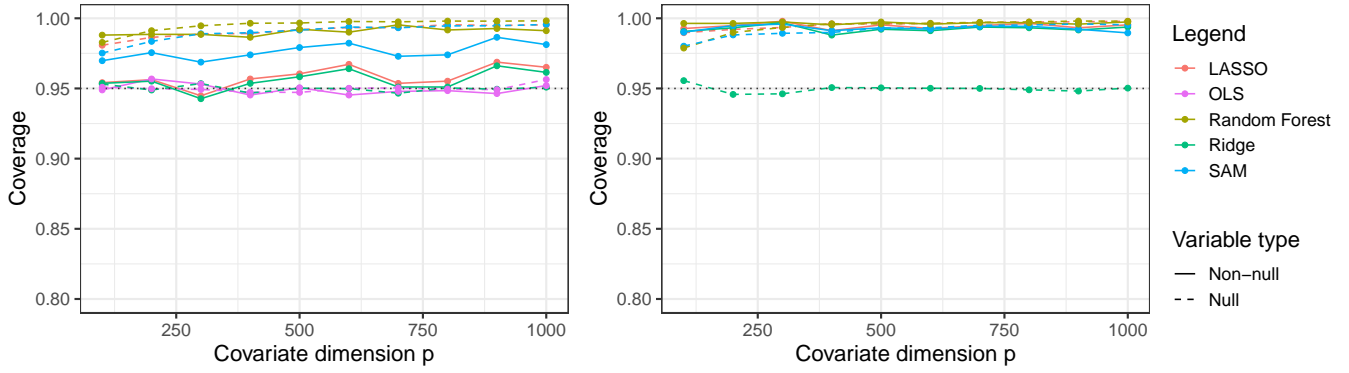 1.00
0.95
0.90
0.85
0.80
Coverage
250
500
750
1000
Covariate dimension p
1.00
0.95
0.90
0.85
0.80
Coverage
250
500
750
1000
Covariate dimension p
Legend
LASSO
OLS
Random Forest
Ridge
SAM
Variable type
Non−null
Null